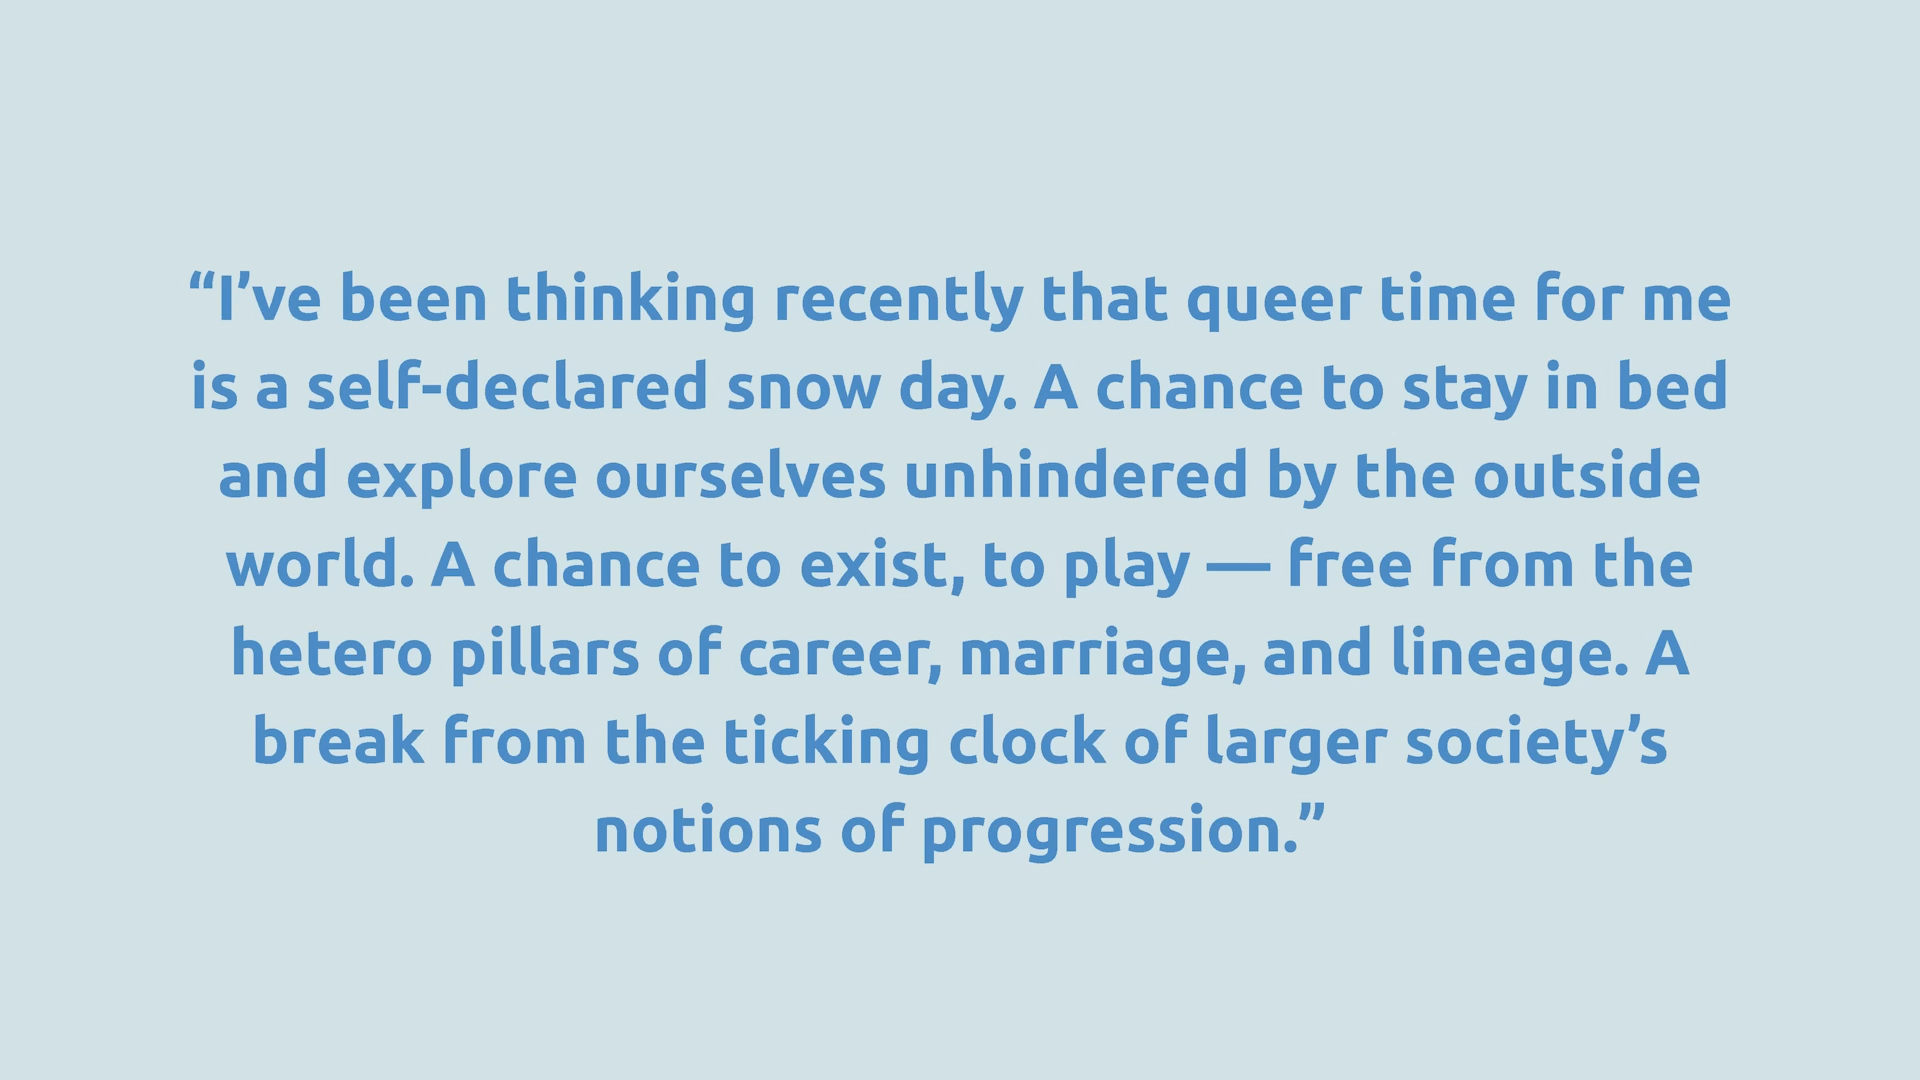 “I’ve been thinking recently that queer time for me
is a self-declared snow day. A chance to stay in bed
and explore ourselves unhindered by the outside
world. A chance to exist, to play — free from the
hetero pillars of career, marriage, and lineage. A
break from the ticking clock of larger society’s
notions of progression.”